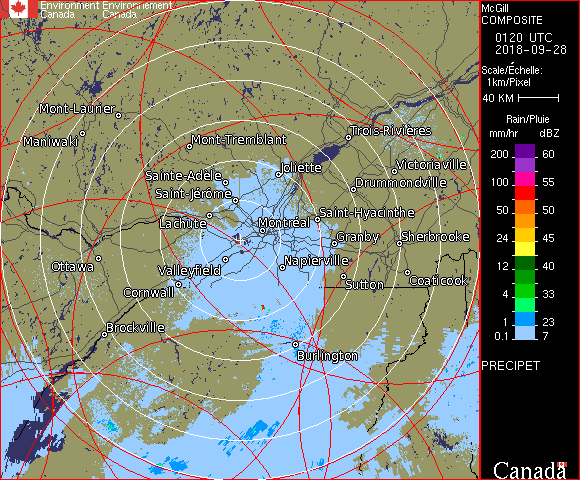 Environment Environnement
Canada Canada
McGill
COMPOSITE
0120 UTC
2018-09-28
Scale/Échelle:
1km/Pixel
40 KM
Rain/Pluie
mm/hr dBZ
200 60
100 55
50 50
24 45
12 40
4 33
1 23
0.1 7
PRECIPET
Canada
Mont-Laurier
Maniwaki
Mont-Tremblant
Trois-Rivières
Victoriaville
Joliette
Sainte-Adèle
Drummondville
Saint-Jérôme
Saint-Hyacinthe
Lachute
Montréal
Granby
Sherbrooke
Napierville
Ottawa
Valleyfield
Coaticook
Sutton
Cornwall
Brockville
Burlington